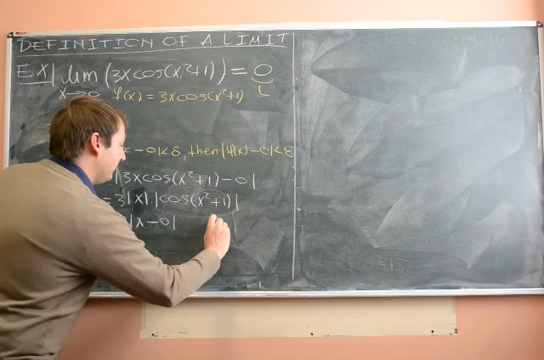 DEFINITION OF A LIMIT
EX| lim (3xcos(x²+1)) = 0
x→0 f(x) = 3xcos(x²+1) L
x-0|<δ, then |f(x)-0|<ε
|3xcos(x²+1)-0|
= 3|x|·|cos(x²+1)|
|x-0|